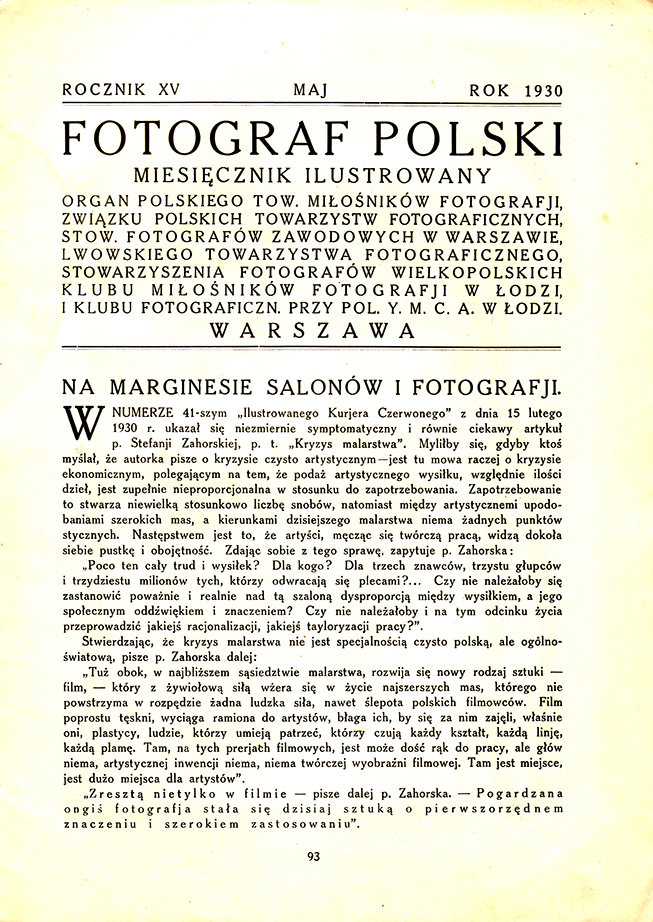 ROCZNIK XV MAJ ROK 1930
FOTOGRAF POLSKI
MIESIĘCZNIK ILUSTROWANY
ORGAN POLSKIEGO TOW. MIŁOŚNIKÓW FOTOGRAFJI,
ZWIĄZKU POLSKICH TOWARZYSTW FOTOGRAFICZNYCH,
STOW. FOTOGRAFÓW ZAWODOWYCH W WARSZAWIE,
LWOWSKIEGO TOWARZYSTWA FOTOGRAFICZNEGO,
STOWARZYSZENIA FOTOGRAFÓW WIELKOPOLSKICH
KLUBU MIŁOŚNIKÓW FOTOGRAFJI W ŁODZI,
I KLUBU FOTOGRAFICZN. PRZY POL. Y. M. C. A. W ŁODZI.
WARSZAWA
NA MARGINESIE SALONÓW I FOTOGRAFJI.
W NUMERZE 41-szym „Ilustrowanego Kurjera Czerwonego" z dnia 15 lutego
1930 r. ukazał się niezmiernie symptomatyczny i równie ciekawy artykuł
p. Stefanji Zahorskiej, p. t. „Kryzys malarstwa". Myliłby się, gdyby ktoś
myślał, że autorka pisze o kryzysie czysto artystycznym—jest tu mowa raczej o kryzysie
ekonomicznym, polegającym na tem, że podaż artystycznego wysiłku, względnie ilości
dzieł, jest zupełnie nieproporcjonalna w stosunku do zapotrzebowania. Zapotrzebowanie
to stwarza niewielką stosunkowo liczbę snobów, natomiast między artystycznemi upodo-
baniami szerokich mas, a kierunkami dzisiejszego malarstwa niema żadnych punktów
stycznych. Następstwem jest to, że artyści, męcząc się twórczą pracą, widzą dokoła
siebie pustkę i obojętność. Zdając sobie z tego sprawę, zapytuje p. Zahorska:
„Poco ten cały trud i wysiłek? Dla kogo? Dla trzech znawców, trzystu głupców
i trzydziestu milionów tych, którzy odwracają się plecami?... Czy nie należałoby się
zastanowić poważnie i realnie nad tą szaloną dysproporcją między wysiłkiem, a jego
społecznym oddźwiękiem i znaczeniem? Czy nie należałoby i na tym odcinku życia
przeprowadzić jakiejś racjonalizacji, jakiejś tayloryzacji pracy?".
Stwierdzając, że kryzys malarstwa nie jest specjalnością czysto polską, ale ogólno-
światową, pisze p. Zahorska dalej:
„Tuż obok, w najbliższem sąsiedztwie malarstwa, rozwija się nowy rodzaj sztuki —
film, — który z żywiołową siłą wżera się w życie najszerszych mas, którego nie
powstrzyma w rozpędzie żadna ludzka siła, nawet ślepota polskich filmowców. Film
poprostu tęskni, wyciąga ramiona do artystów, błaga ich, by się za nim zajęli, właśnie
oni, plastycy, ludzie, którzy umieją patrzeć, którzy czują każdy kształt, każdą linję,
każdą plamę. Tam, na tych prerjach filmowych, jest może dość rąk do pracy, ale głów
niema, artystycznej inwencji niema, niema twórczej wyobraźni filmowej. Tam jest miejsce,
jest dużo miejsca dla artystów".
„Zresztą nietylko w filmie — pisze dalej p. Zahorska. — Pogardzana
ongiś fotografja stała się dzisiaj sztuką o pierwszorzędnem
znaczeniu i szerokiem zastosowaniu".
93